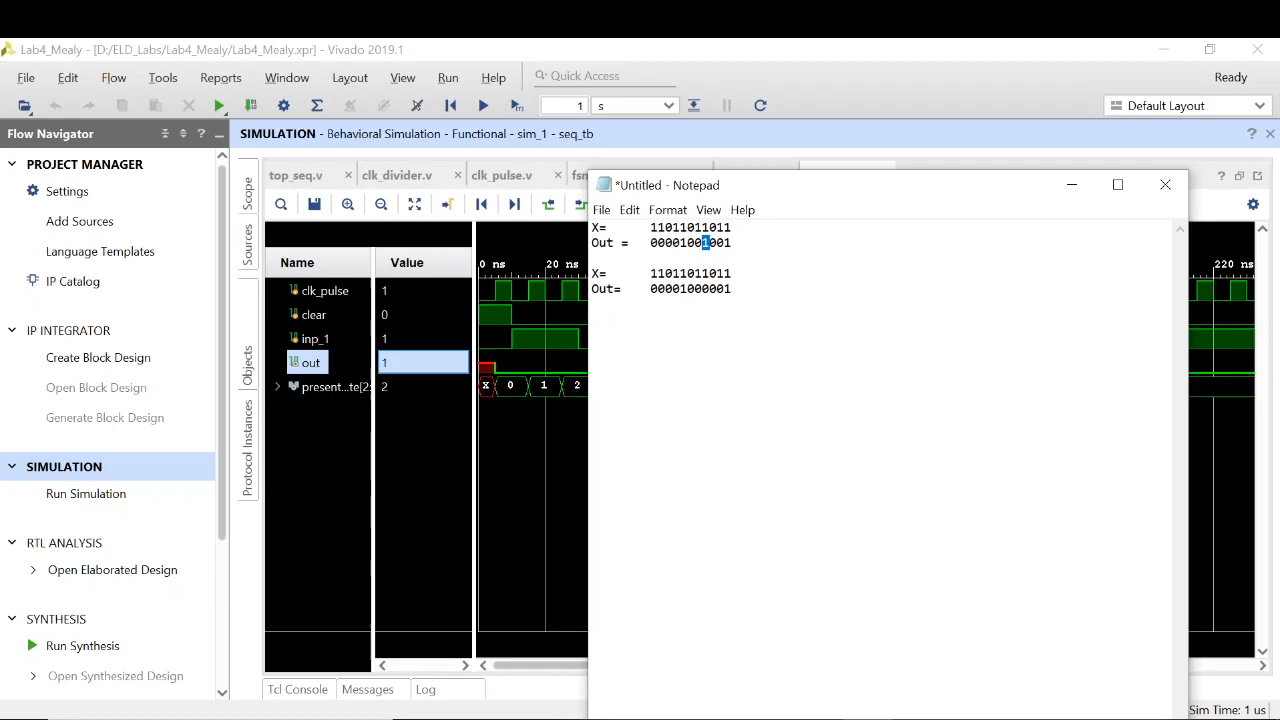 Lab4_Mealy - [D:/ELD_Labs/Lab4_Mealy/Lab4_Mealy.xpr] - Vivado 2019.1
File Edit Flow Tools Reports Window Layout View Run Help Quick Access Ready
1 s Default Layout
Flow Navigator ? SIMULATION - Behavioral Simulation - Functional - sim_1 - seq_tb ?
PROJECT MANAGER
Settings
Add Sources
Language Templates
IP Catalog
IP INTEGRATOR
Create Block Design
Open Block Design
Generate Block Design
SIMULATION
Run Simulation
RTL ANALYSIS
Open Elaborated Design
SYNTHESIS
Run Synthesis
Open Synthesized Design
Scope
Sources
Objects
Protocol Instances
top_seq.v clk_divider.v clk_pulse.v fsm ?
Name Value
clk_pulse 1
clear 0
inp_1 1
out 1
present...te[2: 2
0 ns 20 ns 220 ns
X 0 1 2
*Untitled - Notepad
File Edit Format View Help
X= 11011011011
Out = 00001001001
X= 11011011011
Out= 00001000001
Tcl Console Messages Log
Sim Time: 1 us